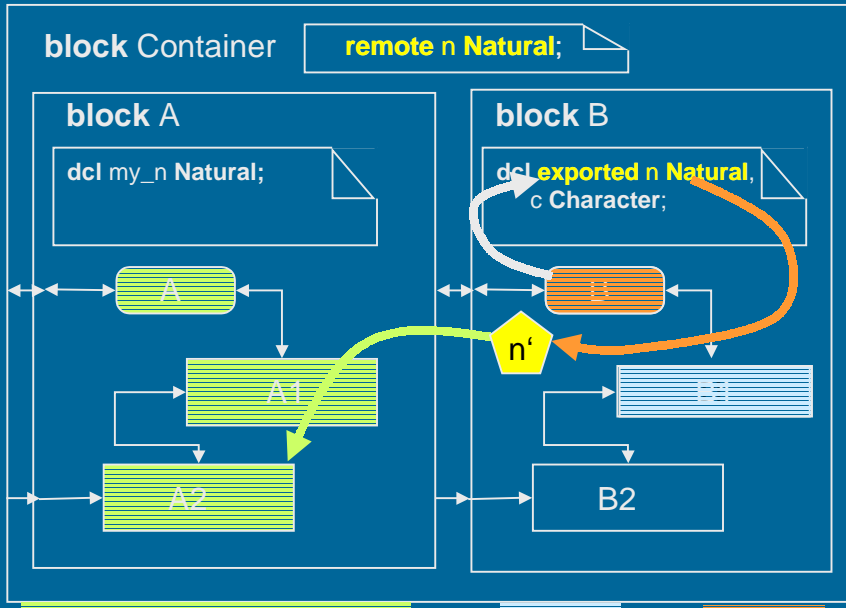 block Container
remote n Natural;
block A
dcl my_n Natural;
block B
dcl exported n Natural,
c Character;
A
n‘
A1
B1
A2
B2